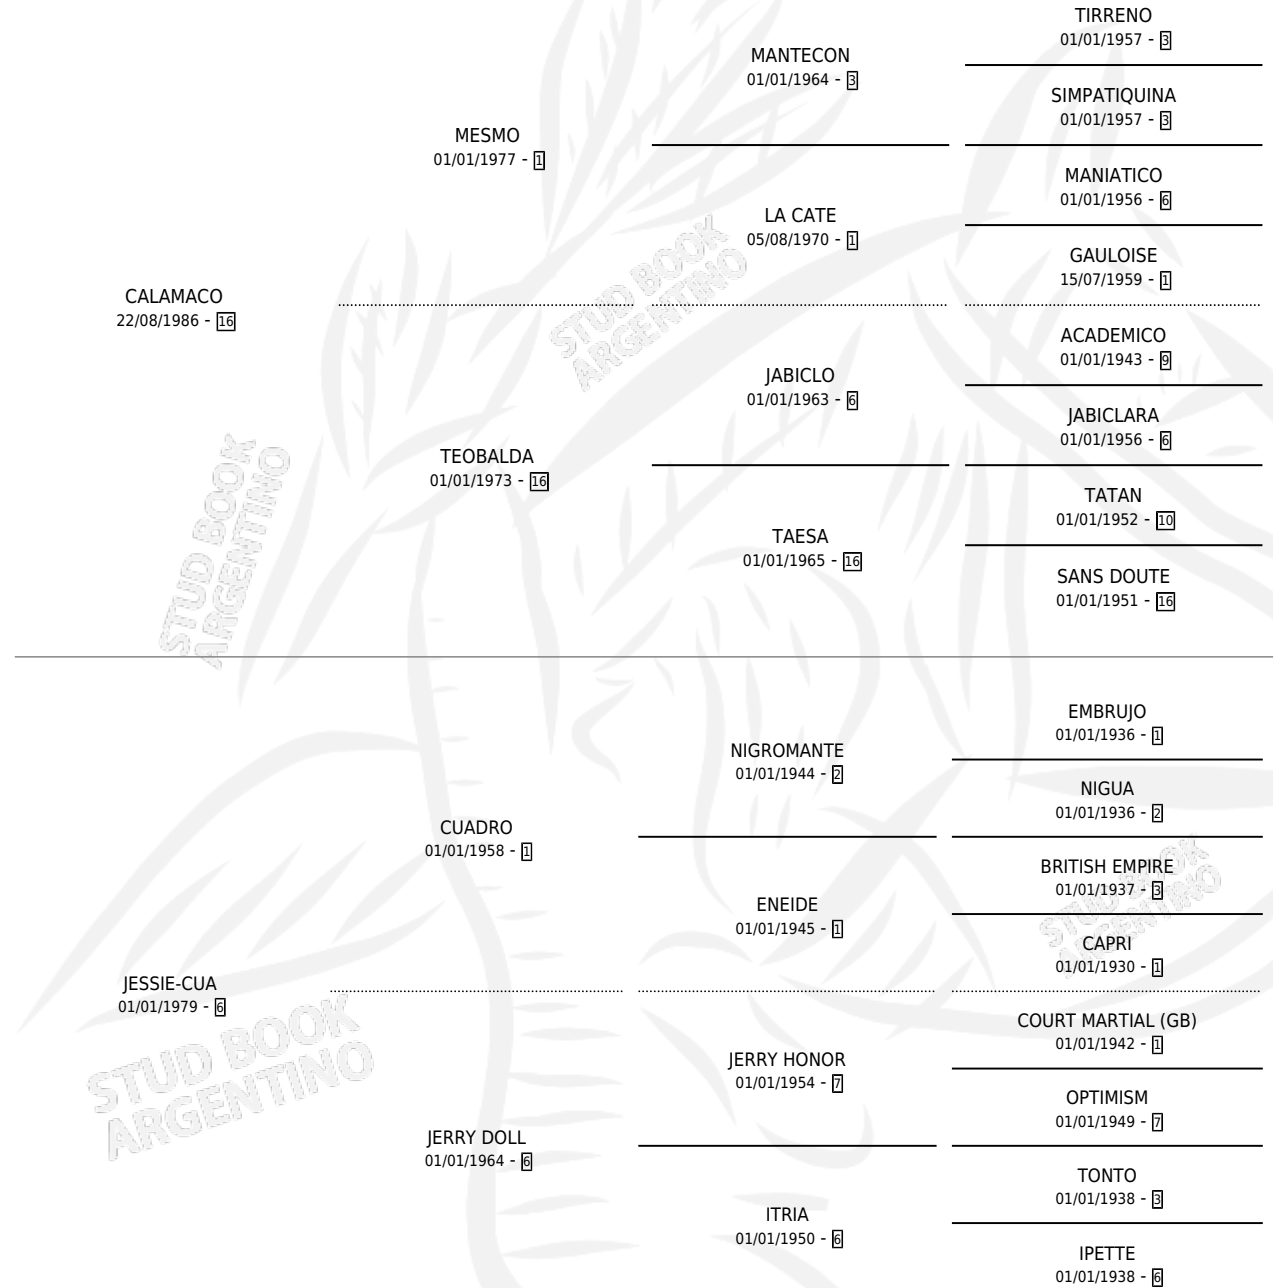 TIRRENO
01/01/1957 - 3
MANTECON
01/01/1964 - 3
SIMPATIQUINA
01/01/1957 - 3
MESMO
01/01/1977 - 1
MANIATICO
01/01/1956 - 6
LA CATE
05/08/1970 - 1
GAULOISE
15/07/1959 - 1
CALAMACO
22/08/1986 - 16
STUD BOOK
ARGENTINO
ACADEMICO
01/01/1943 - 9
JABICLO
01/01/1963 - 6
JABICLARA
01/01/1956 - 6
TEOBALDA
01/01/1973 - 16
TATAN
01/01/1952 - 10
TAESA
01/01/1965 - 16
SANS DOUTE
01/01/1951 - 16
STUD BOOK
ARGENTINO
EMBRUJO
01/01/1936 - 1
NIGROMANTE
01/01/1944 - 2
NIGUA
01/01/1936 - 2
CUADRO
01/01/1958 - 1
BRITISH EMPIRE
01/01/1937 - 3
ENEIDE
01/01/1945 - 1
CAPRI
01/01/1930 - 1
STUD BOOK
ARGENTINO
JESSIE-CUA
01/01/1979 - 6
COURT MARTIAL (GB)
01/01/1942 - 1
JERRY HONOR
01/01/1954 - 7
OPTIMISM
01/01/1949 - 7
STUD BOOK
ARGENTINO
JERRY DOLL
01/01/1964 - 6
TONTO
01/01/1938 - 3
ITRIA
01/01/1950 - 6
IPETTE
01/01/1938 - 6